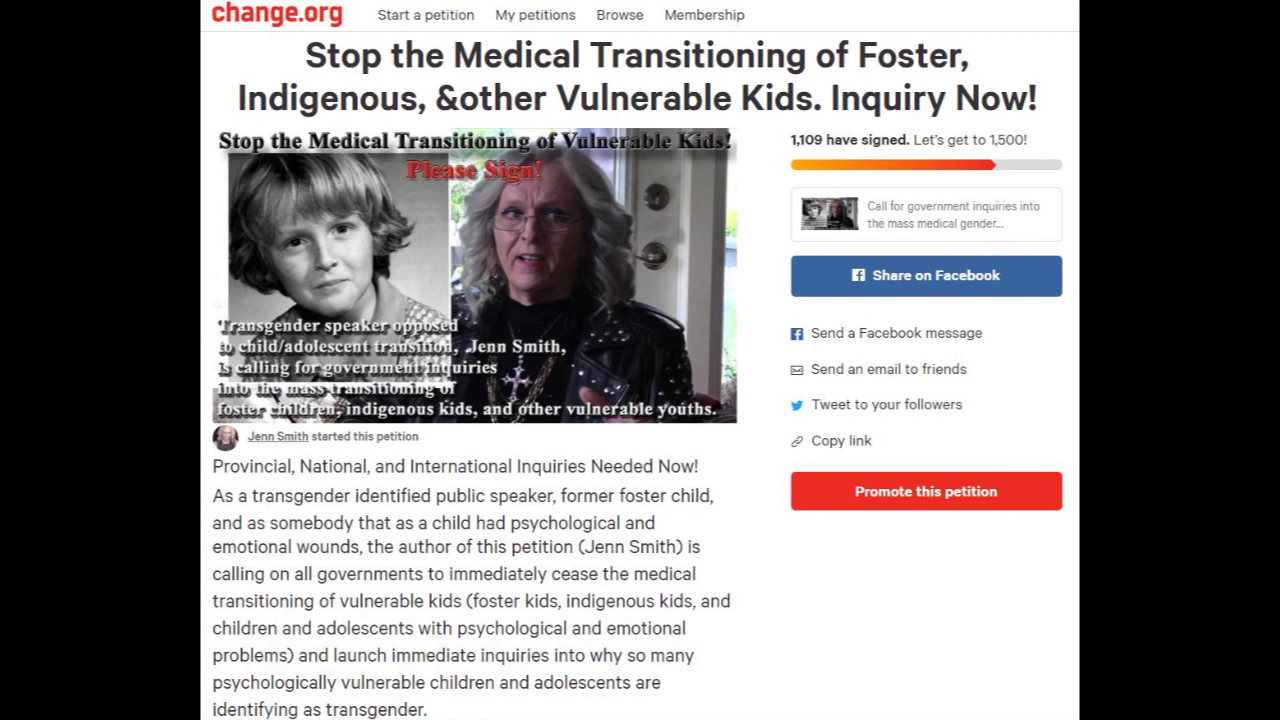 change.org
Start a petition
My petitions
Browse
Membership
Stop the Medical Transitioning of Foster,
Indigenous, &other Vulnerable Kids. Inquiry Now!
Stop the Medical Transitioning of Vulnerable Kids!
Please Sign!
Transgender speaker opposed
to child/adolescent transition, Jenn Smith,
is calling for government inquiries
into the mass transitioning of
foster children, indigenous kids, and other vulnerable youths.
Jenn Smith started this petition
Provincial, National, and International Inquiries Needed Now!
As a transgender identified public speaker, former foster child,
and as somebody that as a child had psychological and
emotional wounds, the author of this petition (Jenn Smith) is
calling on all governments to immediately cease the medical
transitioning of vulnerable kids (foster kids, indigenous kids, and
children and adolescents with psychological and emotional
problems) and launch immediate inquiries into why so many
psychologically vulnerable children and adolescents are
identifying as transgender.
1,109 have signed. Let's get to 1,500!
Call for government inquiries into
the mass medical gender...
Share on Facebook
Send a Facebook message
Send an email to friends
Tweet to your followers
Copy link
Promote this petition